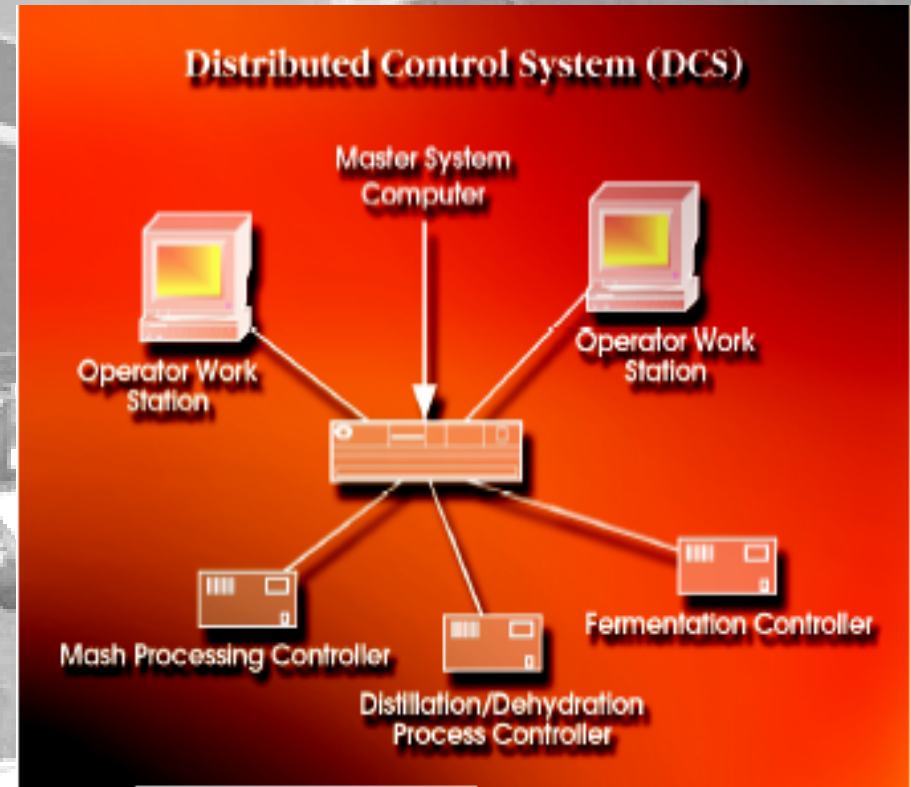 Distributed Control System (DCS)
Master System
Computer
Operator Work
Station
Operator Work
Station
Mash Processing Controller
Distillation/Dehydration
Process Controller
Fermentation Controller